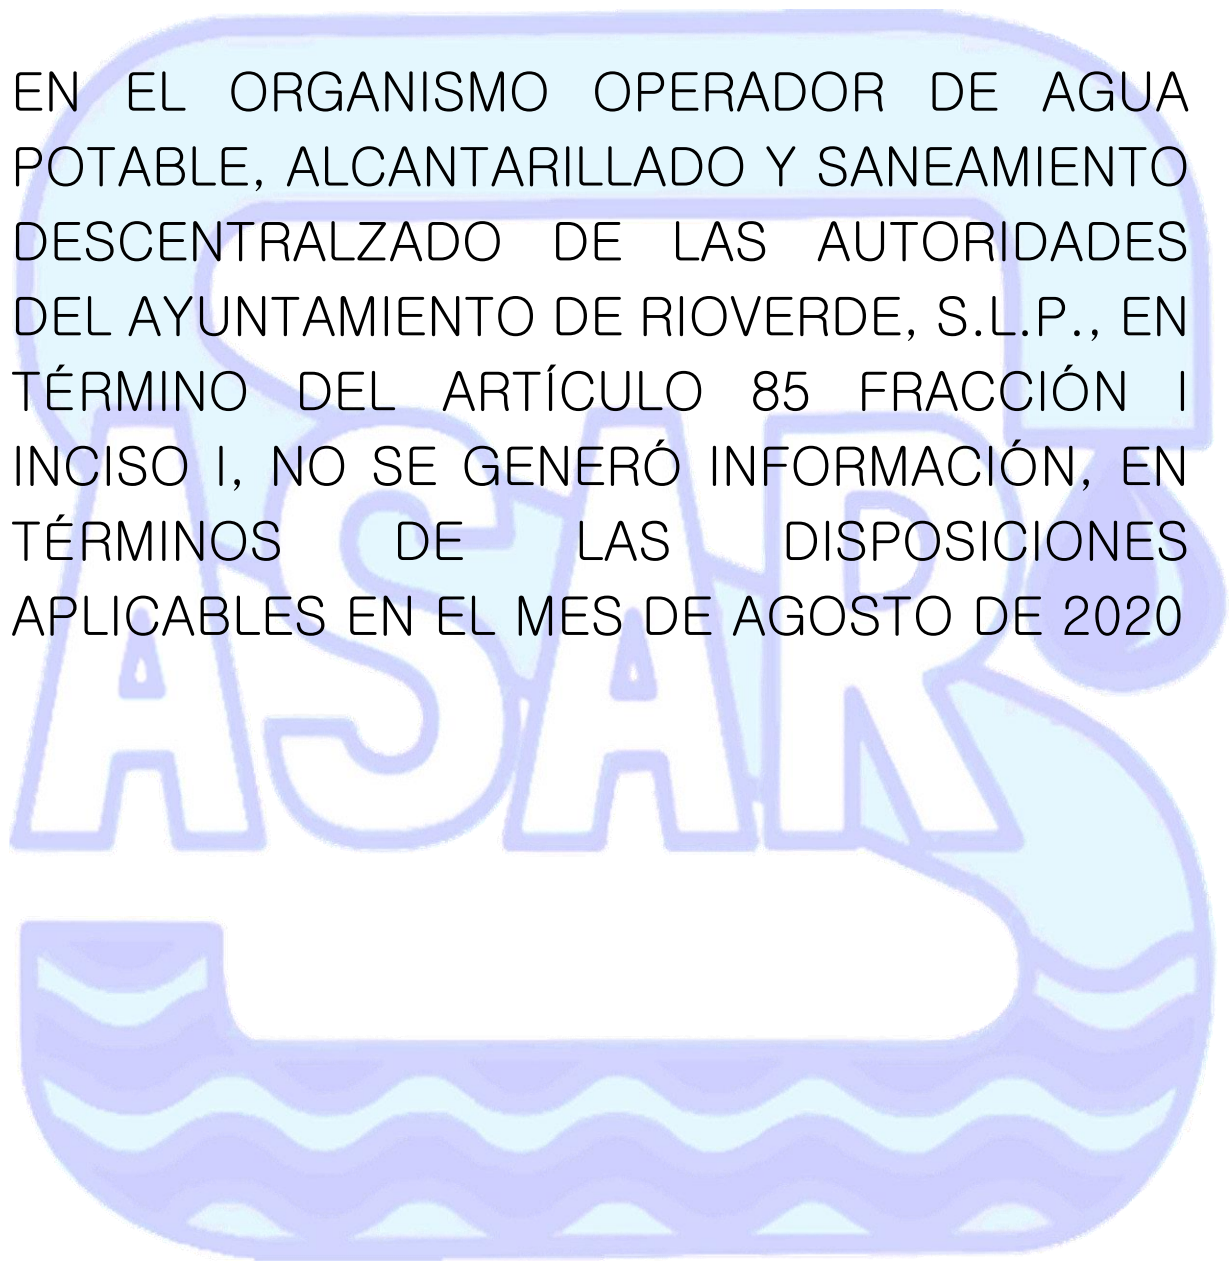 EN EL ORGANISMO OPERADOR DE AGUA
POTABLE, ALCANTARILLADO Y SANEAMIENTO
DESCENTRALZADO DE LAS AUTORIDADES
DEL AYUNTAMIENTO DE RIOVERDE, S.L.P., EN
TÉRMINO DEL ARTÍCULO 85 FRACCIÓN I
INCISO I, NO SE GENERÓ INFORMACIÓN, EN
TÉRMINOS DE LAS DISPOSICIONES
APLICABLES EN EL MES DE AGOSTO DE 2020
ASAR